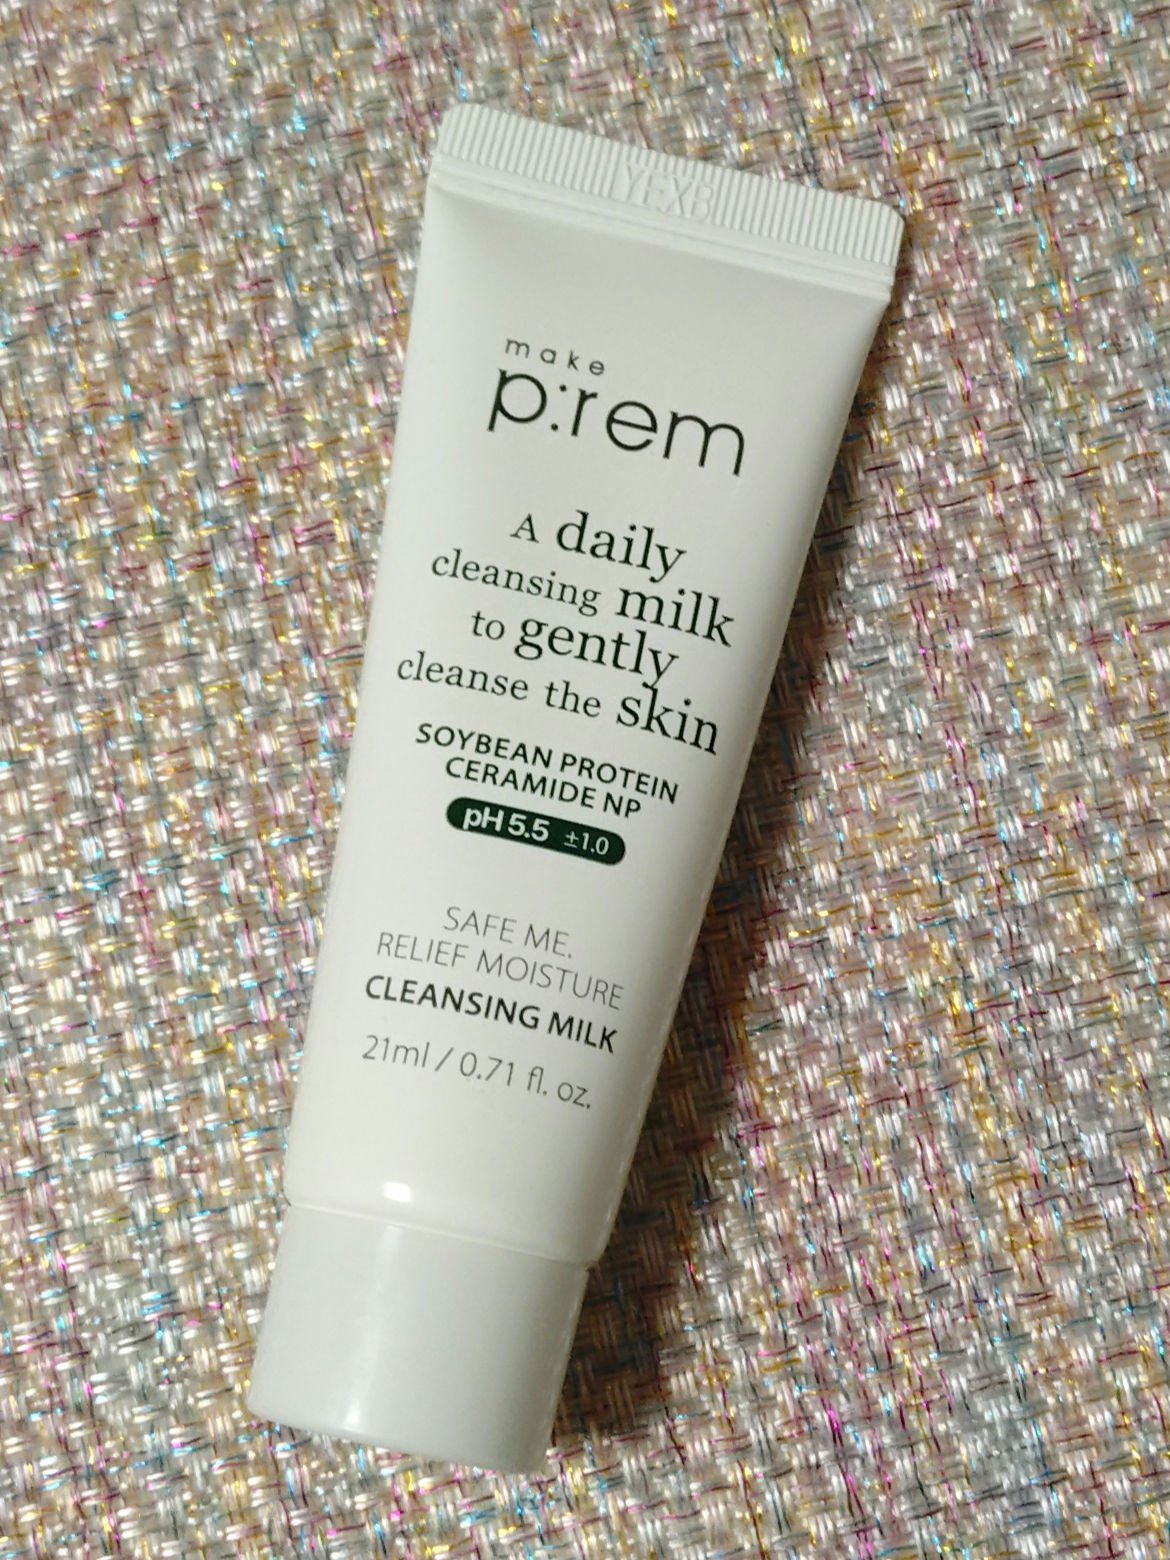 YFXB
make
p:rem
A daily
cleansing milk
to gently
cleanse the skin
SOYBEAN PROTEIN
CERAMIDE NP
pH 5.5 ±1.0
SAFE ME.
RELIEF MOISTURE
CLEANSING MILK
21ml / 0.71 fl. oz.